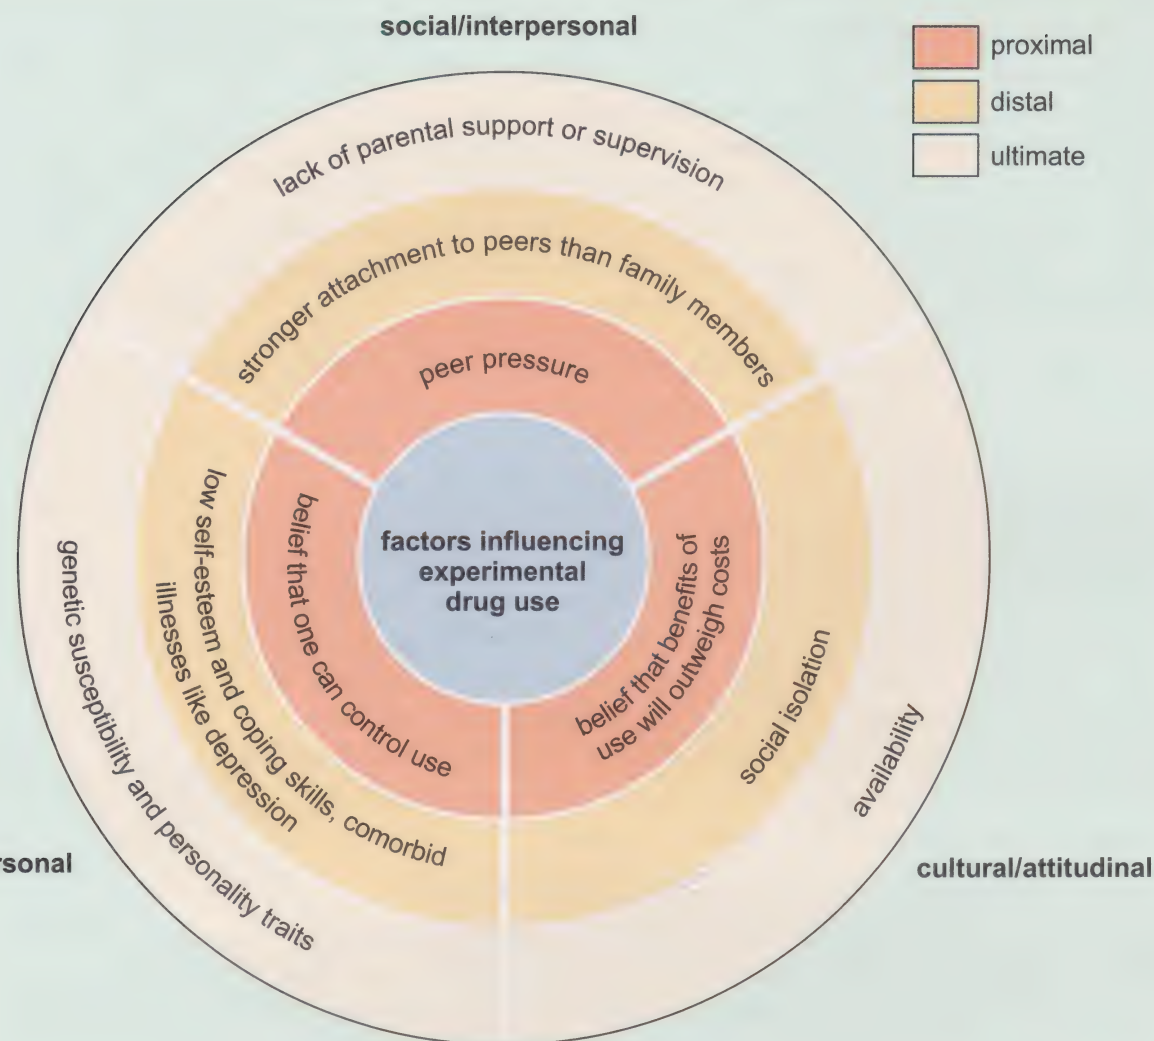 social/interpersonal
proximal
distal
ultimate
lack of parental support or supervision
stronger attachment to peers than family members
peer pressure
factors influencing
experimental
drug use
belief that one can control use
low self-esteem and coping skills, comorbid
illnesses like depression
genetic susceptibility and personality traits
belief that benefits of
use will outweigh costs
social isolation
availability
rsonal
cultural/attitudinal